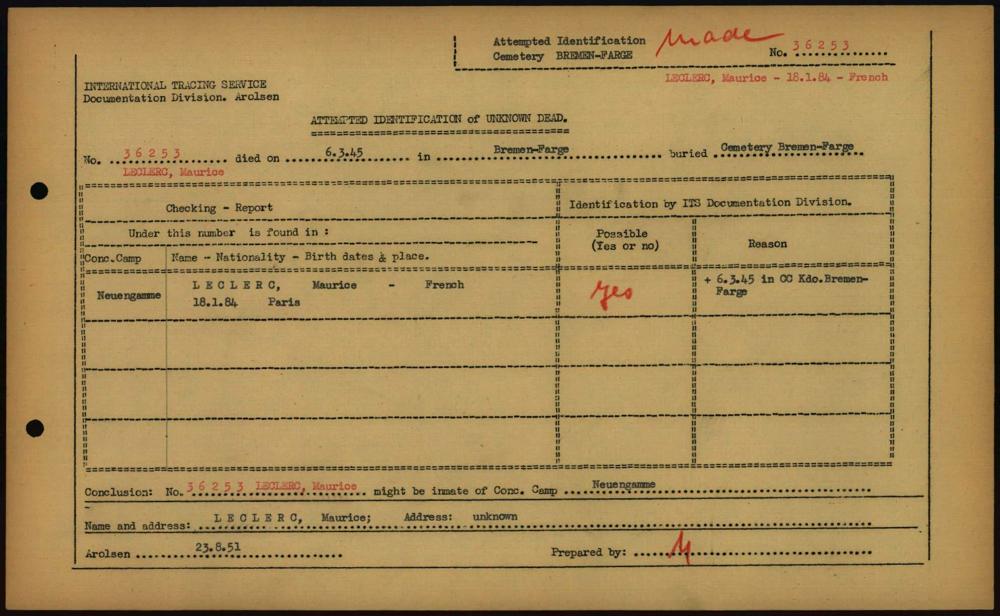 Attempted Identification made No. 36253
Cemetery BREMEN-FARGE
LECLERC, Maurice - 18.1.84 - French
INTERNATIONAL TRACING SERVICE
Documentation Division. Arolsen
ATTEMPTED IDENTIFICATION of UNKNOWN DEAD.
No. 36253 died on 6.3.45 in Bremen-Farge buried Cemetery Bremen-Farge
LECLERC, Maurice
Checking - Report
Identification by ITS Documentation Division.
Under this number is found in :
Possible
(Yes or no)
Reason
Conc.Camp Name - Nationality - Birth dates & place.
Neuengamme
LECLERC, Maurice - French
18.1.84 Paris
yes
+ 6.3.45 in CC Kdo.Bremen-
Farge
Conclusion: No. 36253 LECLERC, Maurice might be inmate of Conc. Camp Neuengamme
Name and address: LECLERC, Maurice; Address: unknown
Arolsen 23.8.51 Prepared by: